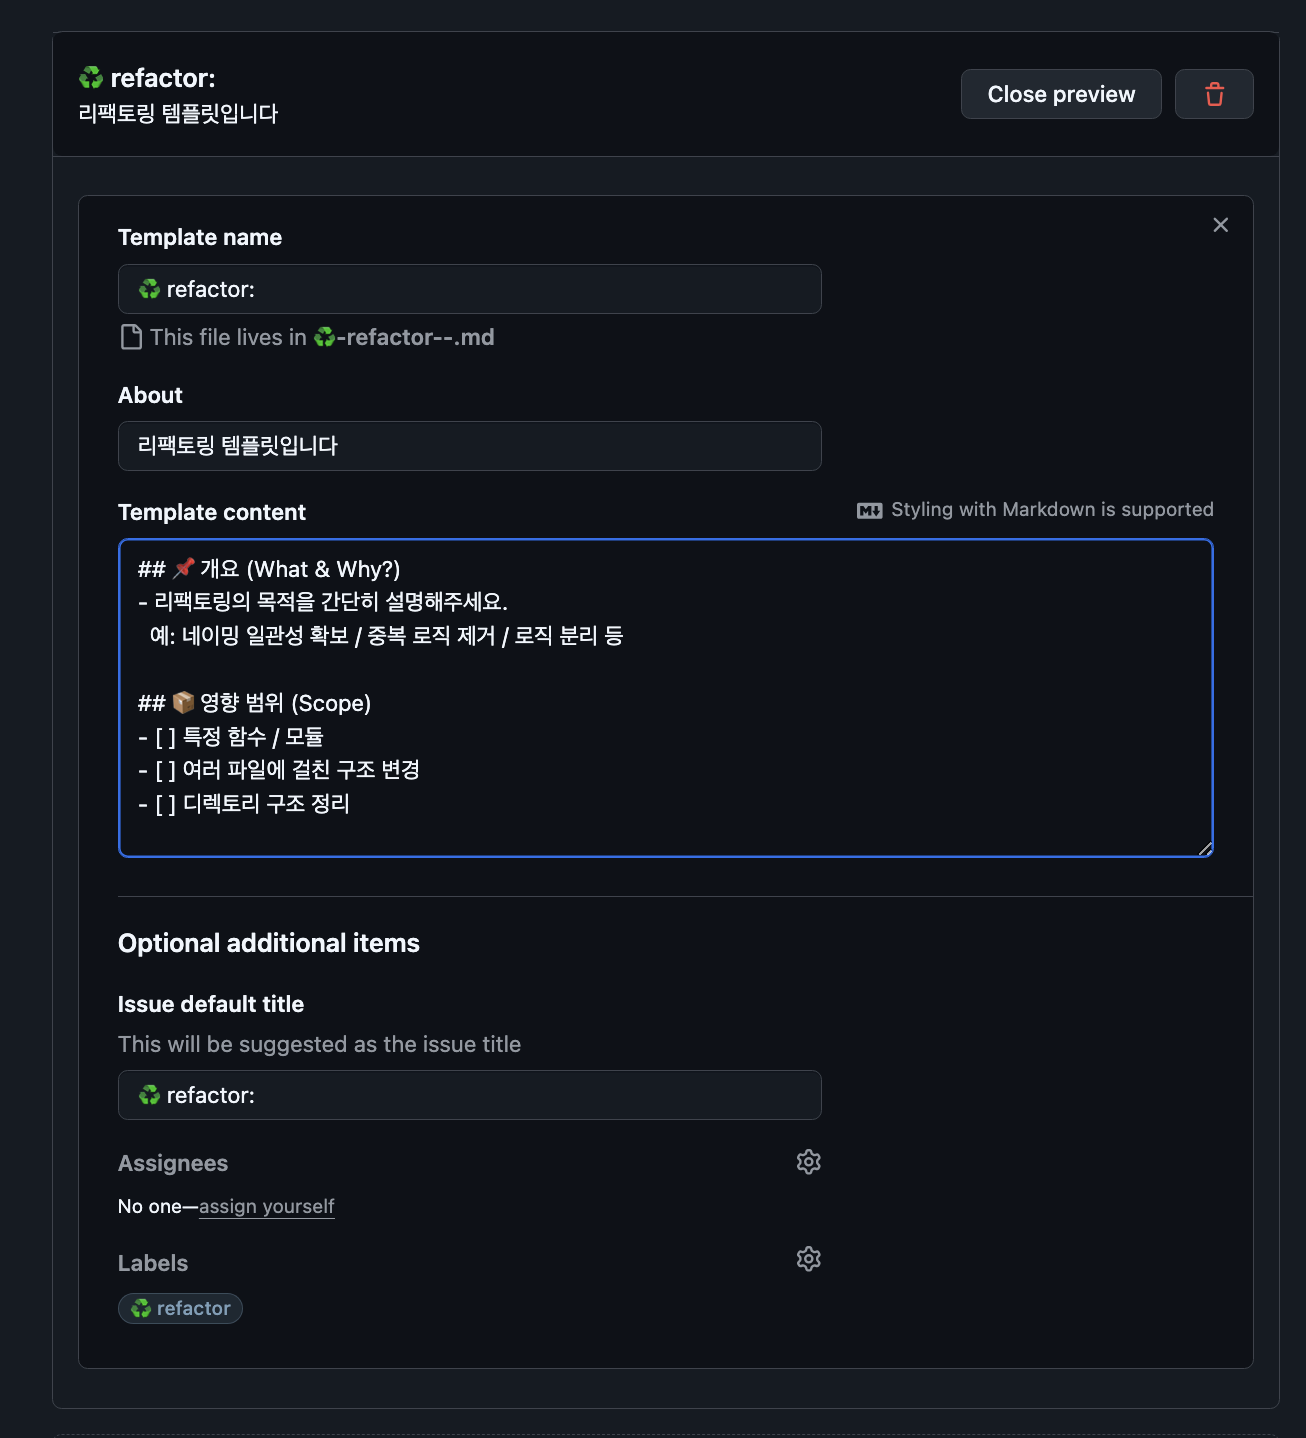 ♻️ refactor:
리팩토링 템플릿입니다
Close preview
Template name
♻️ refactor:
This file lives in ♻️-refactor--.md
About
리팩토링 템플릿입니다
Template content
Styling with Markdown is supported
## 📌 개요 (What & Why?)
- 리팩토링의 목적을 간단히 설명해주세요.
  예: 네이밍 일관성 확보 / 중복 로직 제거 / 로직 분리 등
## 📦 영향 범위 (Scope)
- [ ] 특정 함수 / 모듈
- [ ] 여러 파일에 걸친 구조 변경
- [ ] 디렉토리 구조 정리
Optional additional items
Issue default title
This will be suggested as the issue title
♻️ refactor:
Assignees
No one—assign yourself
Labels
♻️ refactor